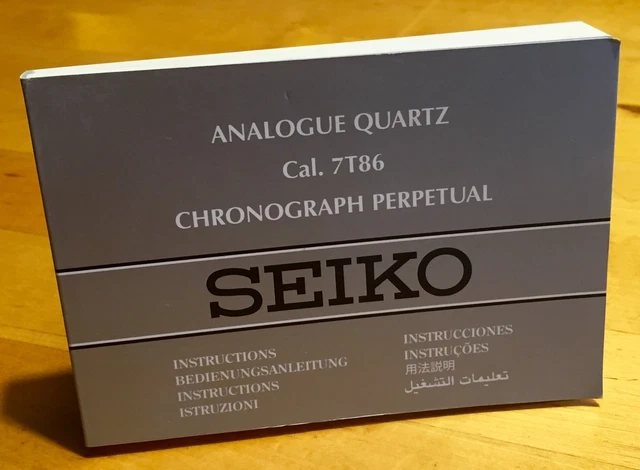 ANALOGUE QUARTZ
Cal. 7T86
CHRONOGRAPH PERPETUAL
SEIKO
INSTRUCTIONS
BEDIENUNGSANLEITUNG
INSTRUCTIONS
ISTRUZIONI
INSTRUCCIONES
INSTRUÇÕES
用法説明
تعليمات التشغيل